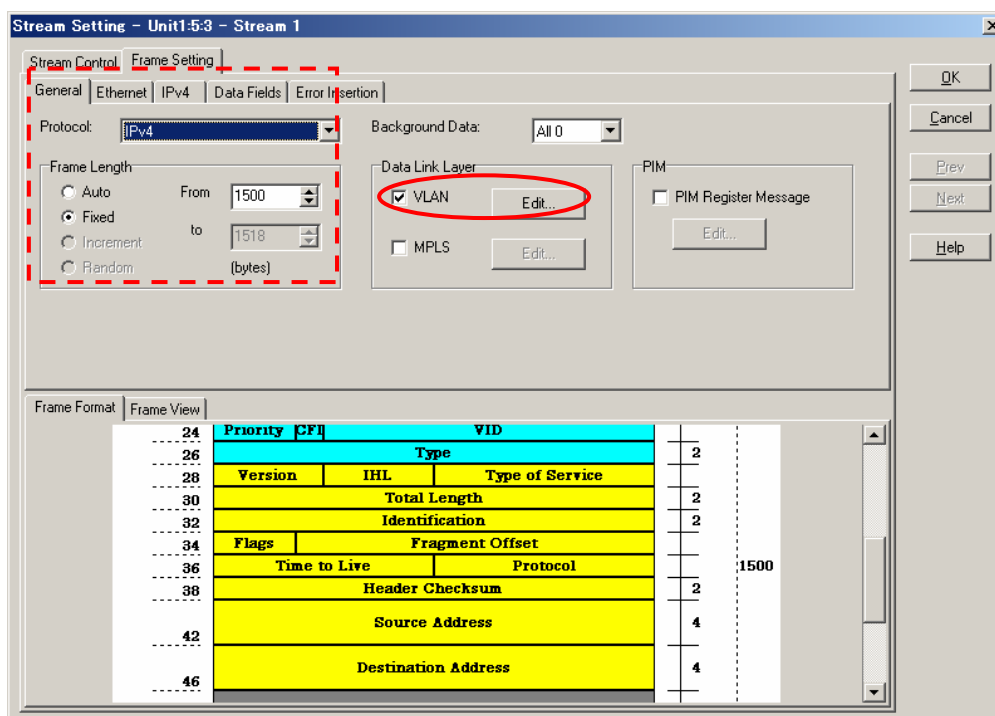 Stream Setting - Unit1:5:3 - Stream 1
Stream Control Frame Setting
General Ethernet IPv4 Data Fields Error Insertion
Protocol: IPv4 Background Data: All 0
Frame Length
Auto From 1500
Fixed
Increment to 1518
Random (bytes)
Data Link Layer
VLAN Edit...
MPLS Edit...
PIM
PIM Register Message
Edit...
OK
Cancel
Prev
Next
Help
Frame Format Frame View
24 Priority CFI VID
26 Type 2
28 Version IHL Type of Service
30 Total Length 2
32 Identification 2
34 Flags Fragment Offset
36 Time to Live Protocol 1500
38 Header Checksum 2
42 Source Address 4
46 Destination Address 4